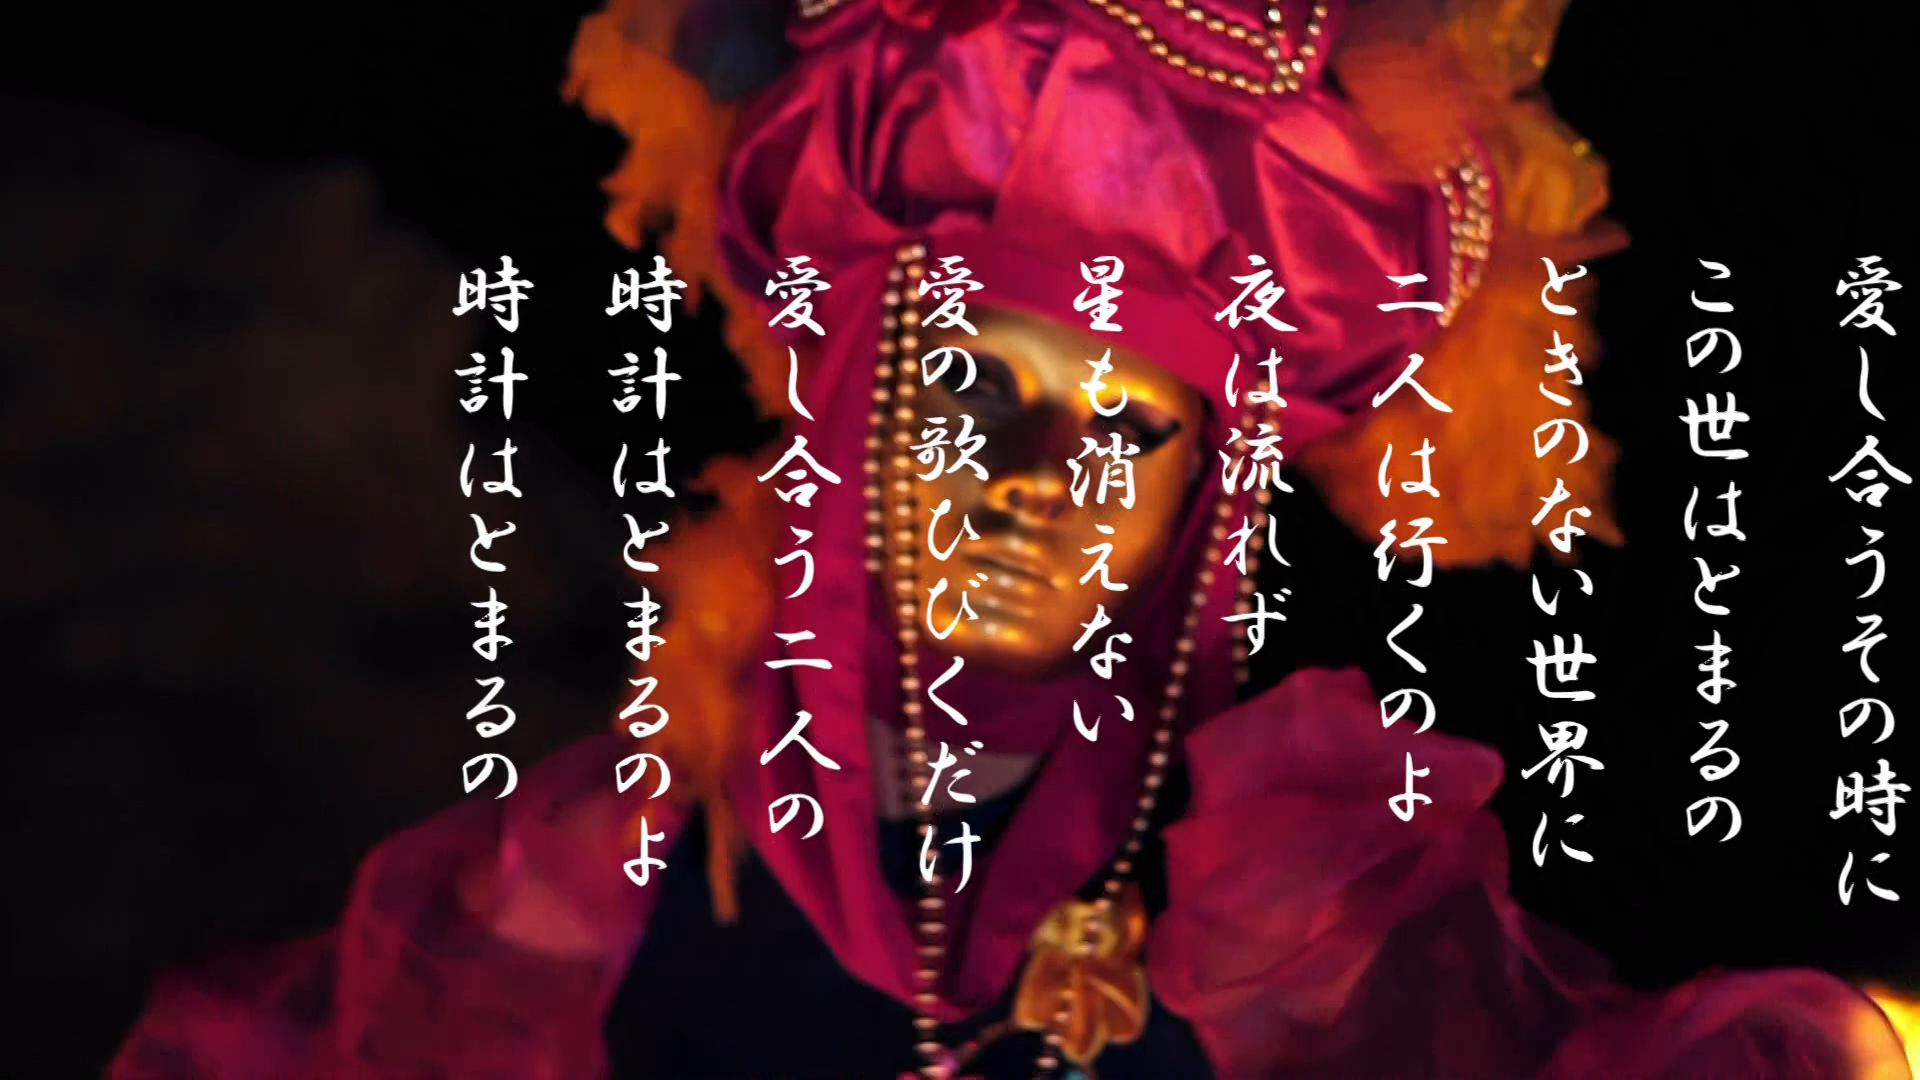 愛し合うその時に
この世はとまるの
ときのない世界に
二人は行くのよ
夜は流れず
星も消えない
愛の歌ひびくだけ
愛し合う二人の
時計はとまるのよ
時計はとまるの